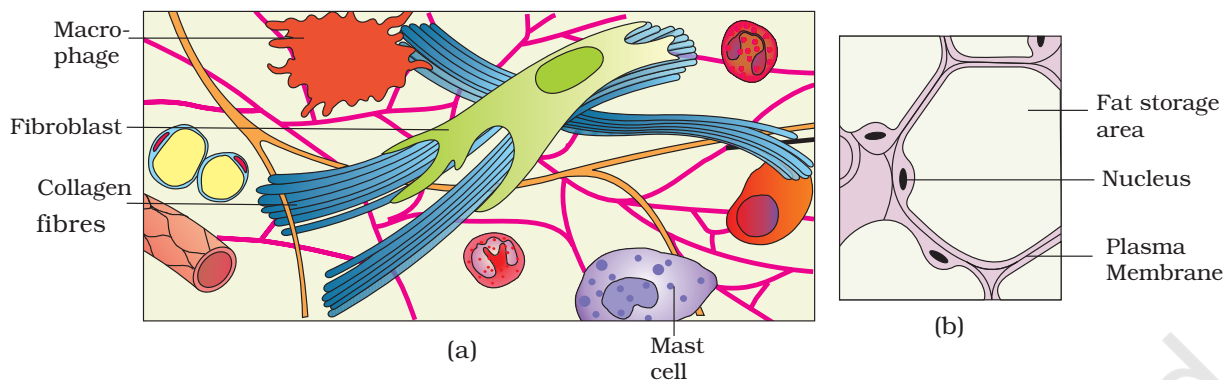 Macro-
phage
Fibroblast
Collagen
fibres
Mast
cell
(a)
Fat storage
area
Nucleus
Plasma
Membrane
(b)